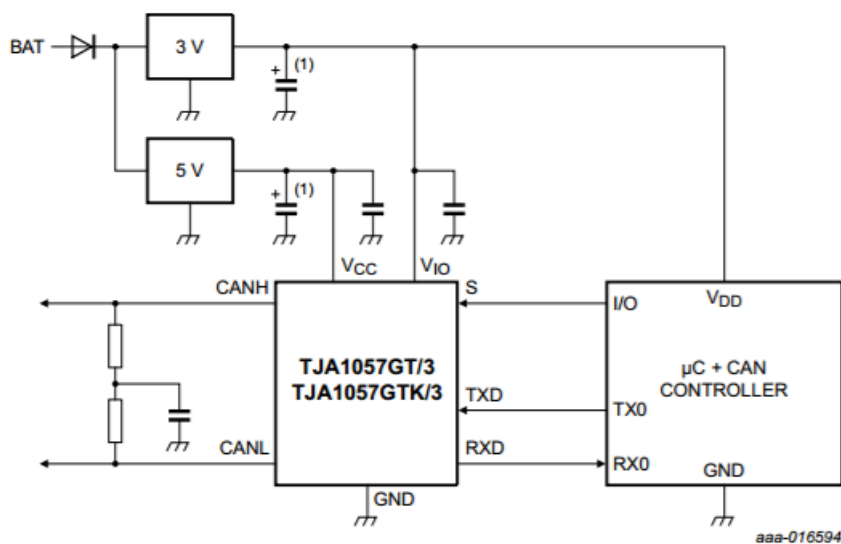 BAT
3 V
(1)
+
5 V
(1)
+
VCC
VIO
CANH
S
I/O
VDD
TJA1057GT/3
TJA1057GTK/3
µC + CAN
CONTROLLER
TXD
TX0
CANL
RXD
RX0
GND
GND
aaa-016594